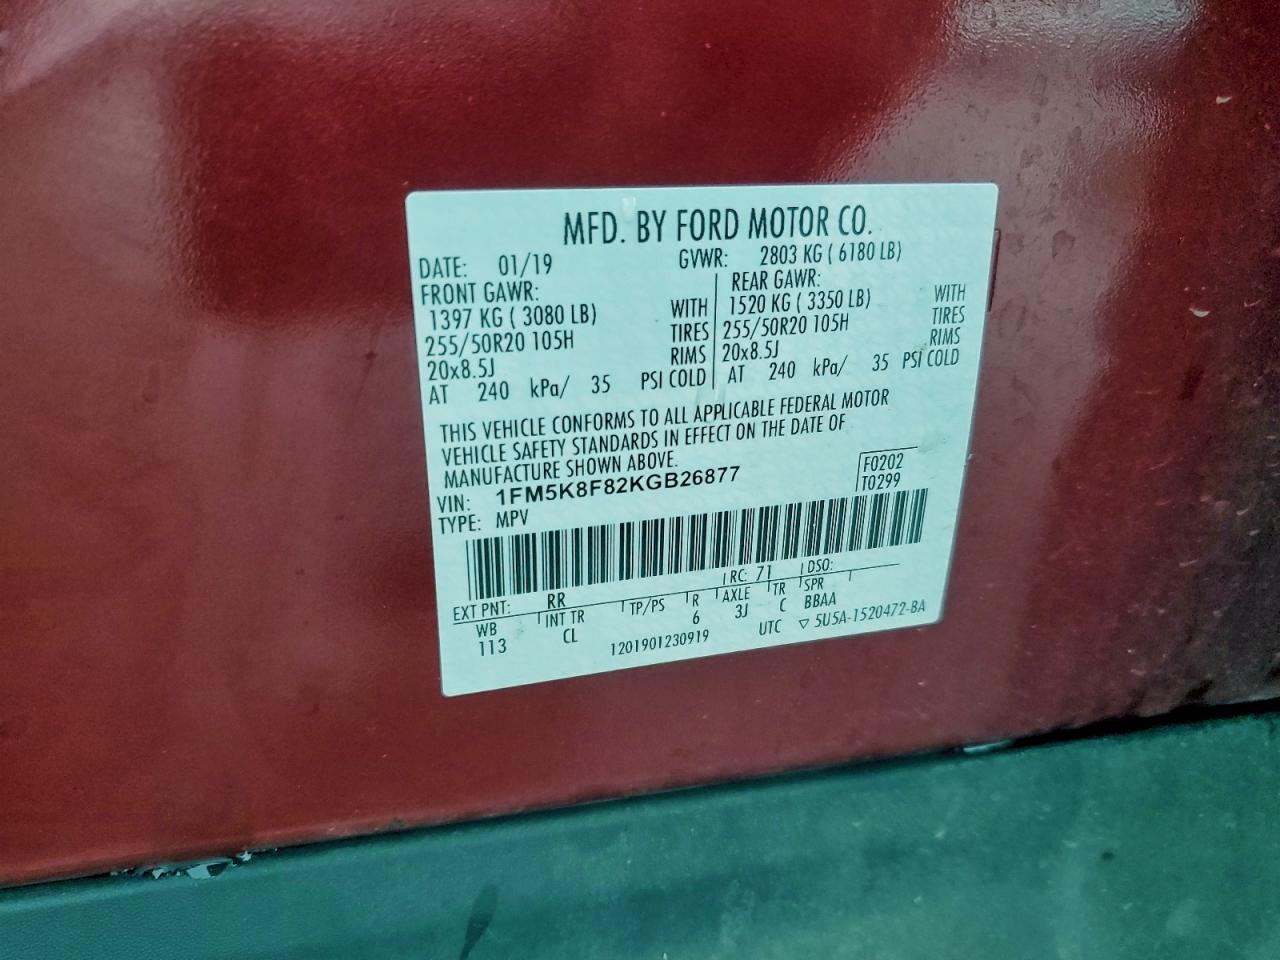 MFD. BY FORD MOTOR CO.
DATE: 01/19 GVWR: 2803 KG ( 6180 LB)
FRONT GAWR: REAR GAWR:
1397 KG ( 3080 LB) WITH 1520 KG ( 3350 LB) WITH
255/50R20 105H TIRES 255/50R20 105H TIRES
20x8.5J RIMS 20x8.5J RIMS
AT 240 kPa/ 35 PSI COLD AT 240 kPa/ 35 PSI COLD
THIS VEHICLE CONFORMS TO ALL APPLICABLE FEDERAL MOTOR
VEHICLE SAFETY STANDARDS IN EFFECT ON THE DATE OF
MANUFACTURE SHOWN ABOVE.
VIN: 1FM5K8F82KGB26877 F0202
TYPE: MPV T0299
EXT PNT: RR RC: 71 DSO:
WB INT TR TP/PS R AXLE TR SPR
113 CL 6 3J C BBAA
1201901230919 UTC ▽ 5U5A-1520472-BA